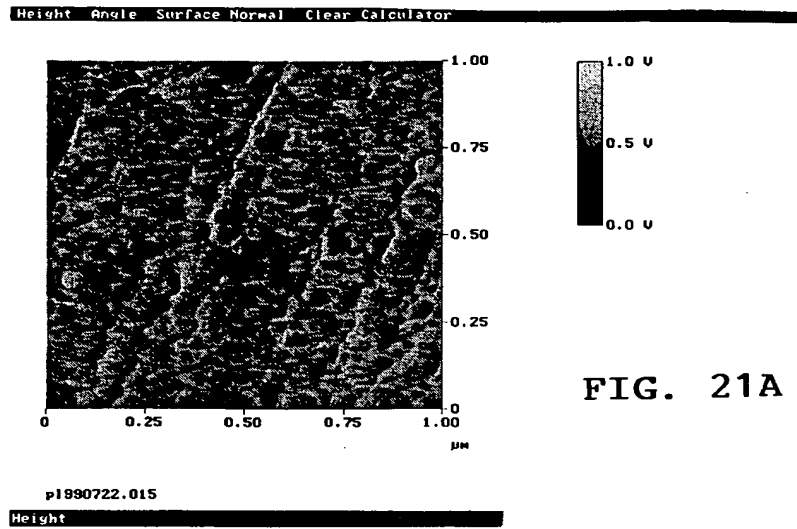 Height Angle Surface Normal Clear Calculator
1.00
0.75
0.50
0.25
0
0 0.25 0.50 0.75 1.00
µm
1.0 V
0.5 V
0.0 V
FIG. 21A
p1990722.015
Height